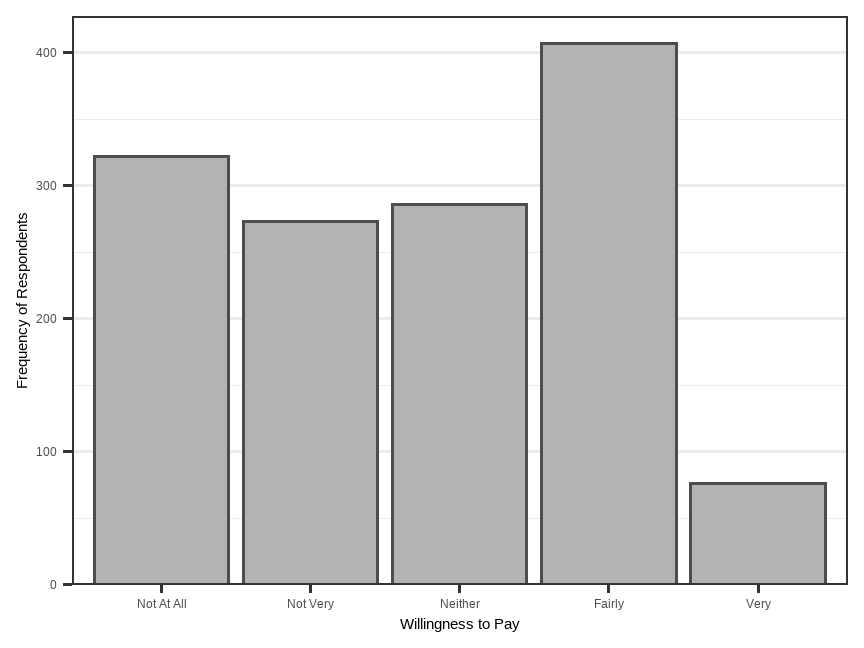 400
300
200
100
0
Frequency of Respondents
Not At All
Not Very
Neither
Fairly
Very
Willingness to Pay